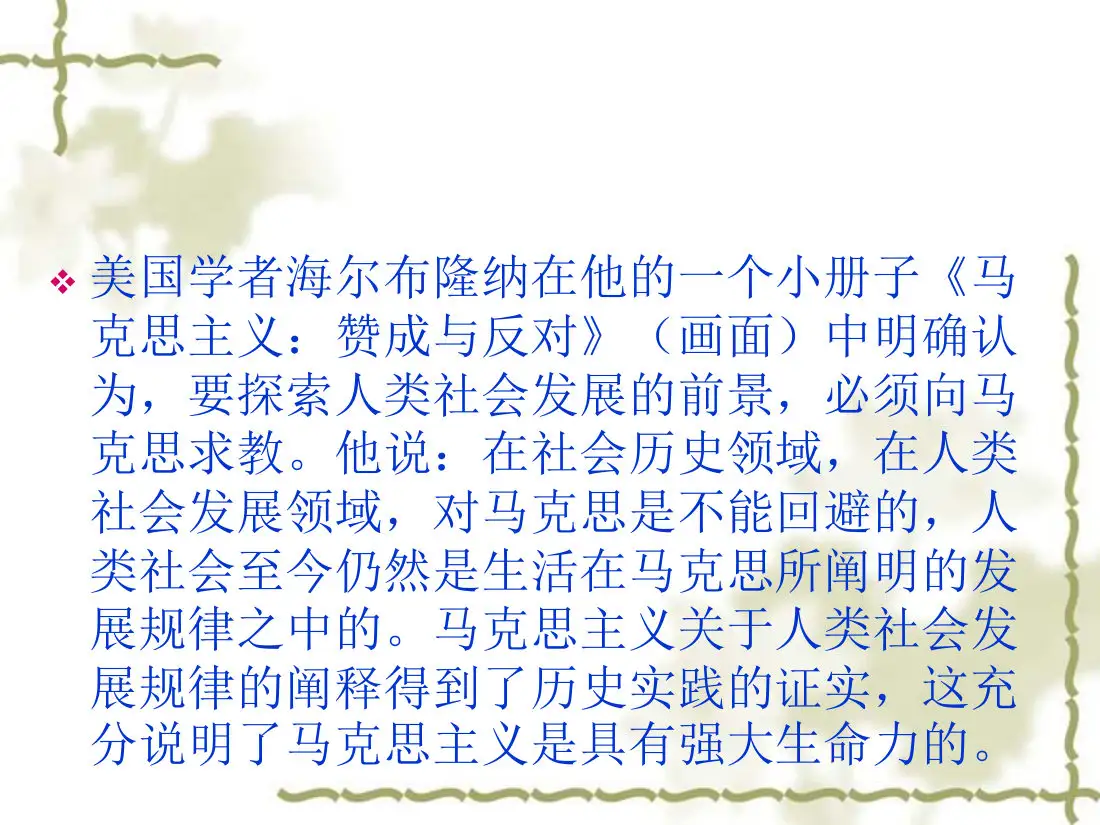 美国学者海尔布隆纳在他的一个小册子《马
克思主义：赞成与反对》（画面）中明确认
为，要探索人类社会发展的前景，必须向马
克思求教。他说：在社会历史领域，在人类
社会发展领域，对马克思是不能回避的，人
类社会至今仍然是生活在马克思所阐明的发
展规律之中的。马克思主义关于人类社会发
展规律的阐释得到了历史实践的证实，这充
分说明了马克思主义是具有强大生命力的。